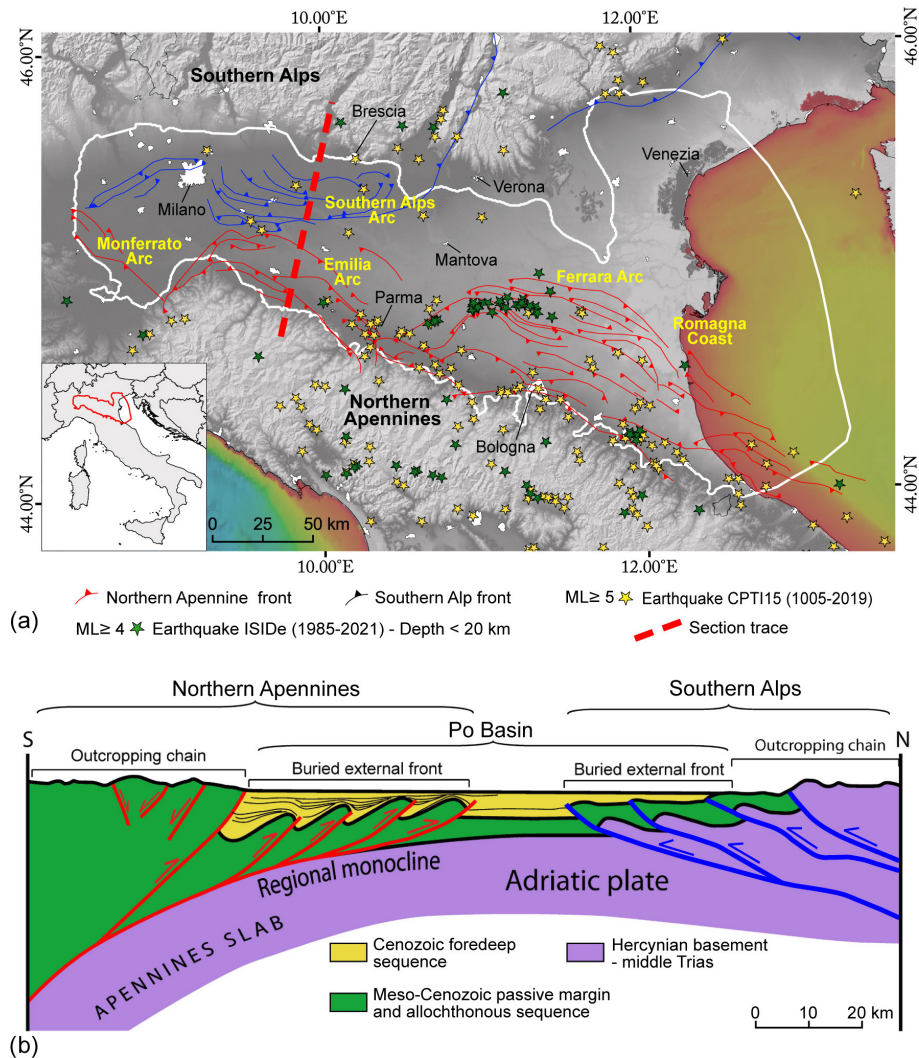 10.00°E
12.00°E
46.00°N
46.00°N
Southern Alps
Brescia
Venezia
Verona
Milano
Southern Alps
Arc
Monferrato
Arc
Emilia
Arc
Mantova
Ferrara Arc
Parma
Romagna
Coast
Northern
Apennines
Bologna
44.00°N
44.00°N
0 25 50 km
10.00°E
12.00°E
Northern Apennine front
Southern Alp front
ML≥ 5 Earthquake CPTI15 (1005-2019)
(a)
ML≥ 4 Earthquake ISIDe (1985-2021) - Depth < 20 km
Section trace
Northern Apennines
Southern Alps
Po Basin
S
N
Outcropping chain
Buried external front
Buried external front
Outcropping chain
Regional monocline
Adriatic plate
APENNINES SLAB
Cenozoic foredeep
sequence
Hercynian basement
- middle Trias
Meso-Cenozoic passive margin
and allochthonous sequence
0 10 20 km
(b)